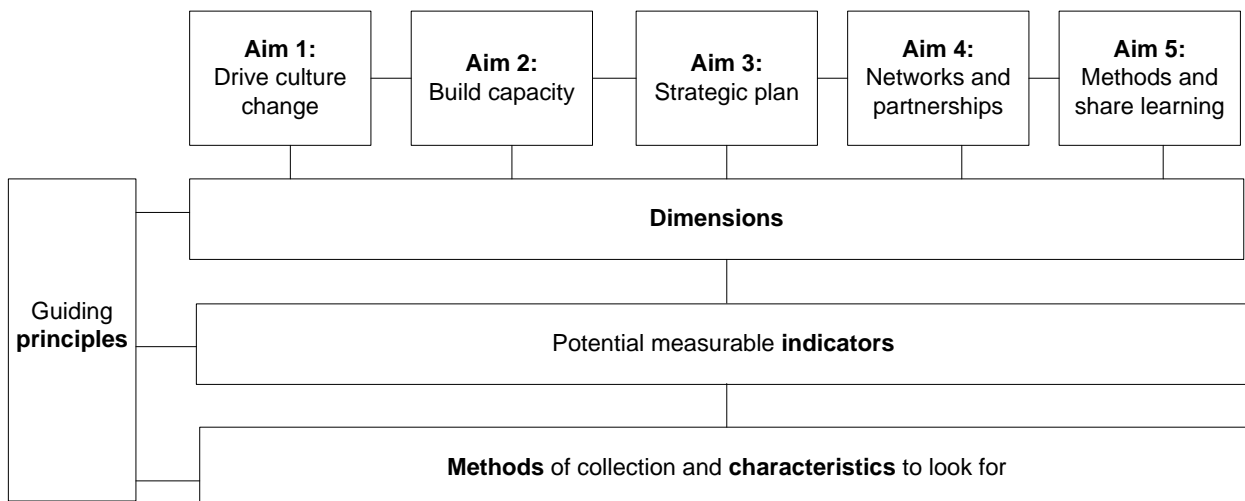 Aim 1:
Drive culture
change
Aim 2:
Build capacity
Aim 3:
Strategic plan
Aim 4:
Networks and
partnerships
Aim 5:
Methods and
share learning
Guiding
principles
Dimensions
Potential measurable indicators
Methods of collection and characteristics to look for